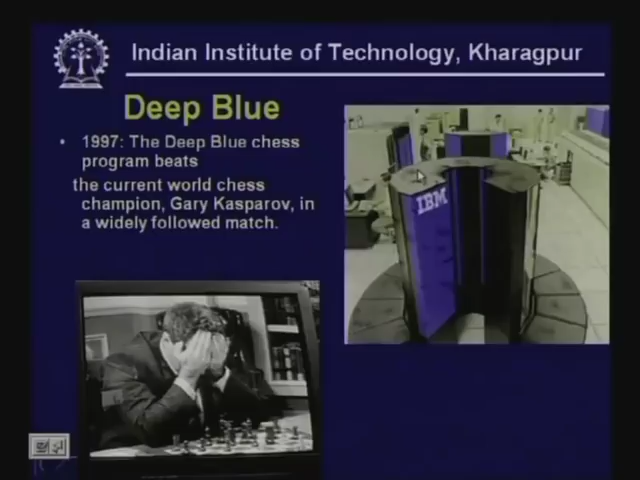 Indian Institute of Technology, Kharagpur
Deep Blue
• 1997: The Deep Blue chess
program beats
the current world chess
champion, Gary Kasparov, in
a widely followed match.
IBM